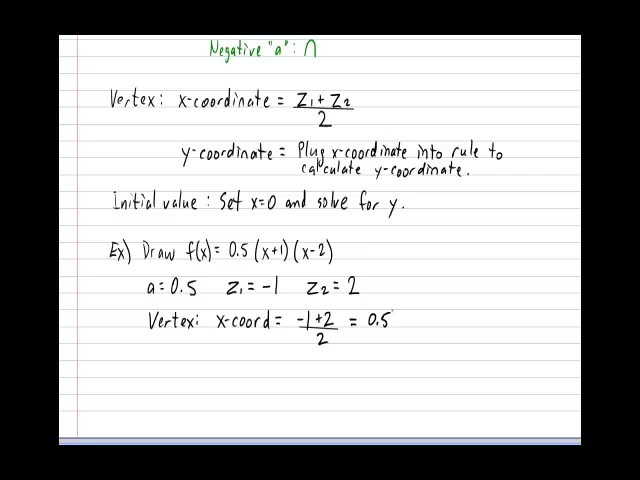 Negative "a": ∩
Vertex: x-coordinate = Z₁ + Z₂ / 2
y-coordinate = Plug x-coordinate into rule to
calculate y-coordinate.
Initial value: Set x=0 and solve for y.
Ex) Draw f(x)= 0.5 (x+1)(x-2)
a=0.5 Z₁=-1 Z₂=2
Vertex: x-coord = -1+2 / 2 = 0.5